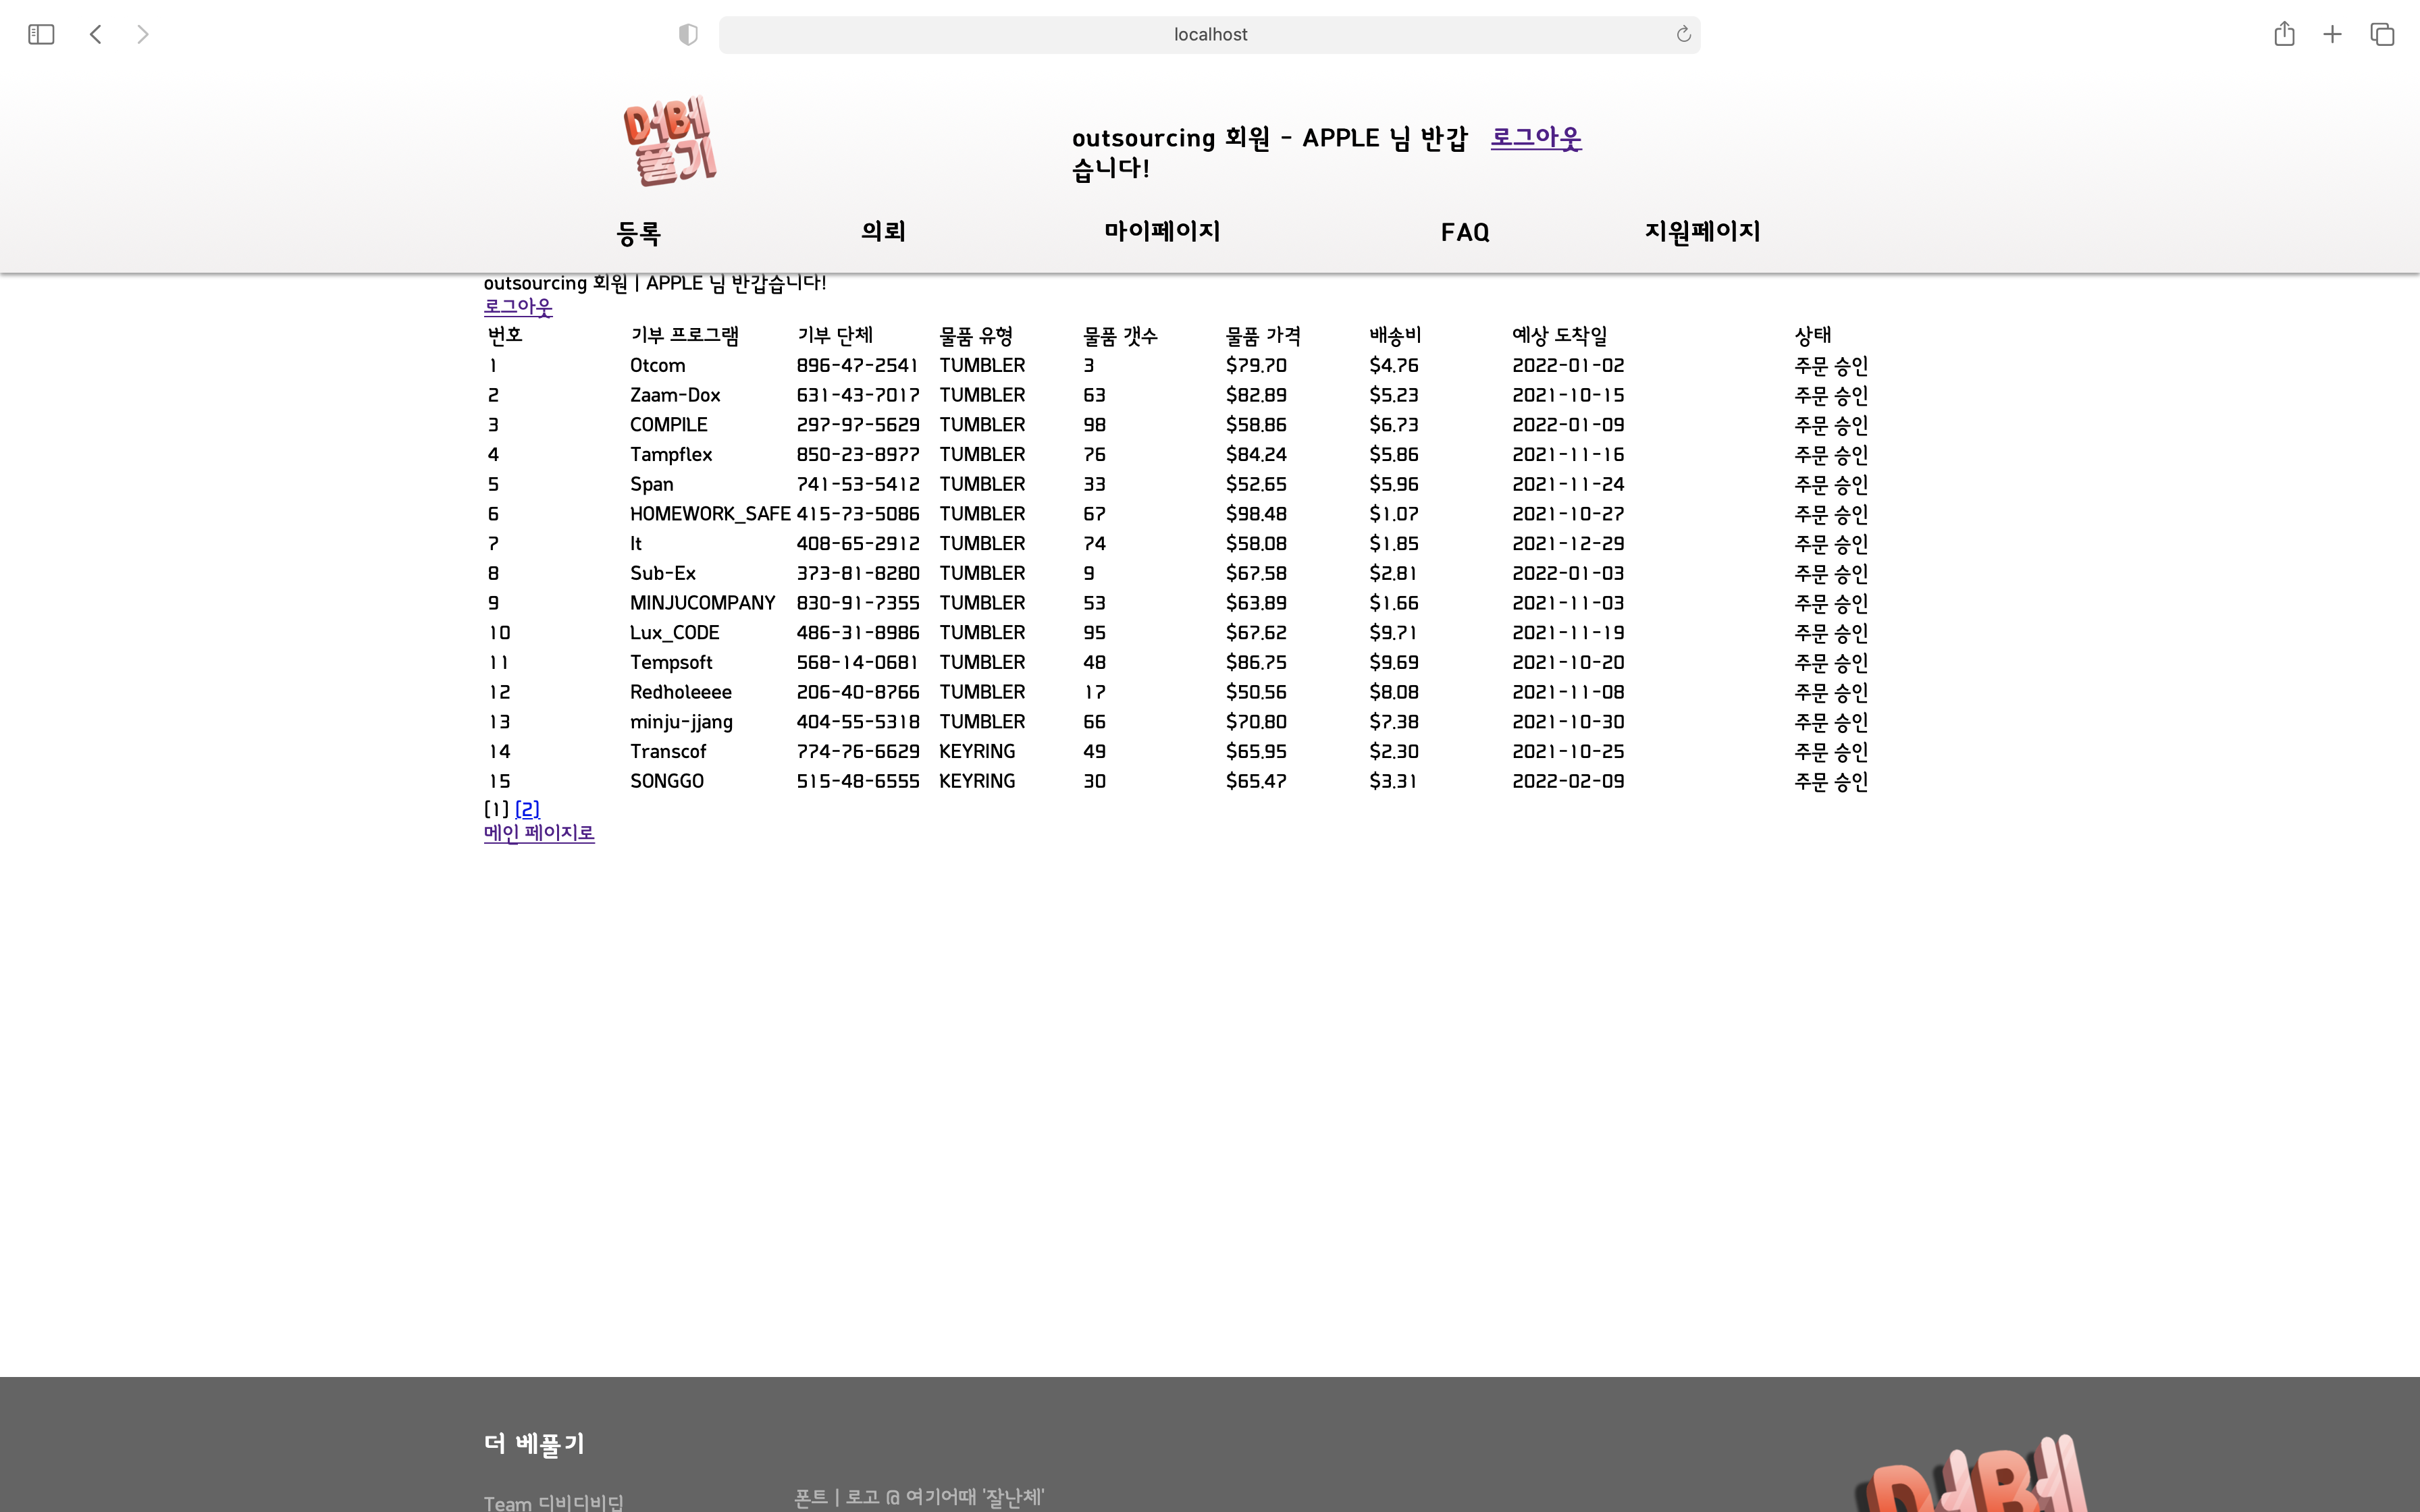 localhost
더베
풀기
outsourcing 회원 - APPLE 님 반갑습니다! 로그아웃
등록 의뢰 마이페이지 FAQ 지원페이지
outsourcing 회원 | APPLE 님 반갑습니다!
로그아웃
번호 기부 프로그램 기부 단체 물품 유형 물품 갯수 물품 가격 배송비 예상 도착일 상태
1 Otcom 896-47-2541 TUMBLER 3 $79.70 $4.76 2022-01-02 주문 승인
2 Zaam-Dox 631-43-7017 TUMBLER 63 $82.89 $5.23 2021-10-15 주문 승인
3 COMPILE 297-97-5629 TUMBLER 98 $58.86 $6.73 2022-01-09 주문 승인
4 Tampflex 850-23-8977 TUMBLER 76 $84.24 $5.86 2021-11-16 주문 승인
5 Span 741-53-5412 TUMBLER 33 $52.65 $5.96 2021-11-24 주문 승인
6 HOMEWORK_SAFE 415-73-5086 TUMBLER 67 $98.48 $1.07 2021-10-27 주문 승인
7 It 408-65-2912 TUMBLER 74 $58.08 $1.85 2021-12-29 주문 승인
8 Sub-Ex 373-81-8280 TUMBLER 9 $67.58 $2.81 2022-01-03 주문 승인
9 MINJUCOMPANY 830-91-7355 TUMBLER 53 $63.89 $1.66 2021-11-03 주문 승인
10 Lux_CODE 486-31-8986 TUMBLER 95 $67.62 $9.71 2021-11-19 주문 승인
11 Tempsoft 568-14-0681 TUMBLER 48 $86.75 $9.69 2021-10-20 주문 승인
12 Redholeeee 206-40-8766 TUMBLER 17 $50.56 $8.08 2021-11-08 주문 승인
13 minju-jjang 404-55-5318 TUMBLER 66 $70.80 $7.38 2021-10-30 주문 승인
14 Transcof 774-76-6629 KEYRING 49 $65.95 $2.30 2021-10-25 주문 승인
15 SONGGO 515-48-6555 KEYRING 30 $65.47 $3.31 2022-02-09 주문 승인
[1] [2]
메인 페이지로
더 베풀기
Team 디비디비딥 폰트 | 로고 @ 여기어때 '잘난체'
더베